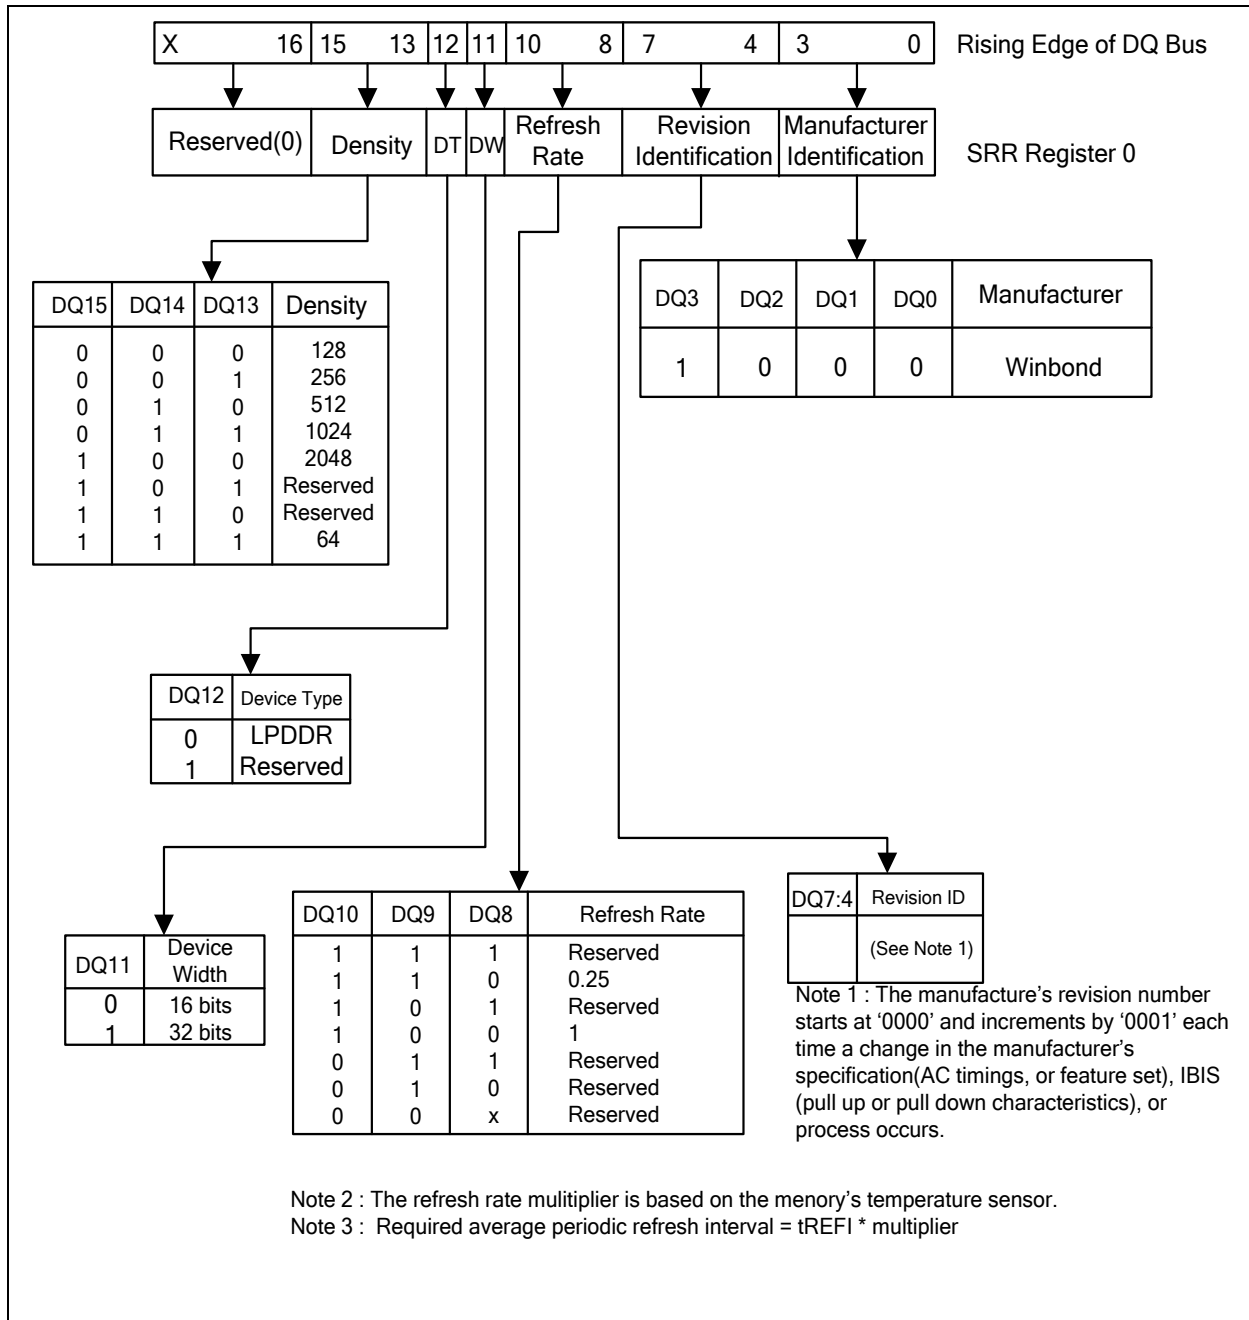 X 16 15 13 12 11 10 8 7 4 3 0 Rising Edge of DQ Bus
Reserved(0) Density DT DW Refresh Rate Revision Identification Manufacturer Identification SRR Register 0
DQ15 DQ14 DQ13 Density
0 0 0 128
0 0 1 256
0 1 0 512
0 1 1 1024
1 0 0 2048
1 0 1 Reserved
1 1 0 Reserved
1 1 1 64
DQ3 DQ2 DQ1 DQ0 Manufacturer
1 0 0 0 Winbond
DQ12 Device Type
0 LPDDR
1 Reserved
DQ11 Device Width
0 16 bits
1 32 bits
DQ10 DQ9 DQ8 Refresh Rate
1 1 1 Reserved
1 1 0 0.25
1 0 1 Reserved
1 0 0 1
0 1 1 Reserved
0 1 0 Reserved
0 0 x Reserved
DQ7:4 Revision ID
(See Note 1)
Note 1 : The manufacture's revision number
starts at ‘0000’ and increments by ‘0001’ each
time a change in the manufacturer's
specification(AC timings, or feature set), IBIS
(pull up or pull down characteristics), or
process occurs.
Note 2 : The refresh rate mulitiplier is based on the menory's temperature sensor.
Note 3 : Required average periodic refresh interval = tREFI * multiplier